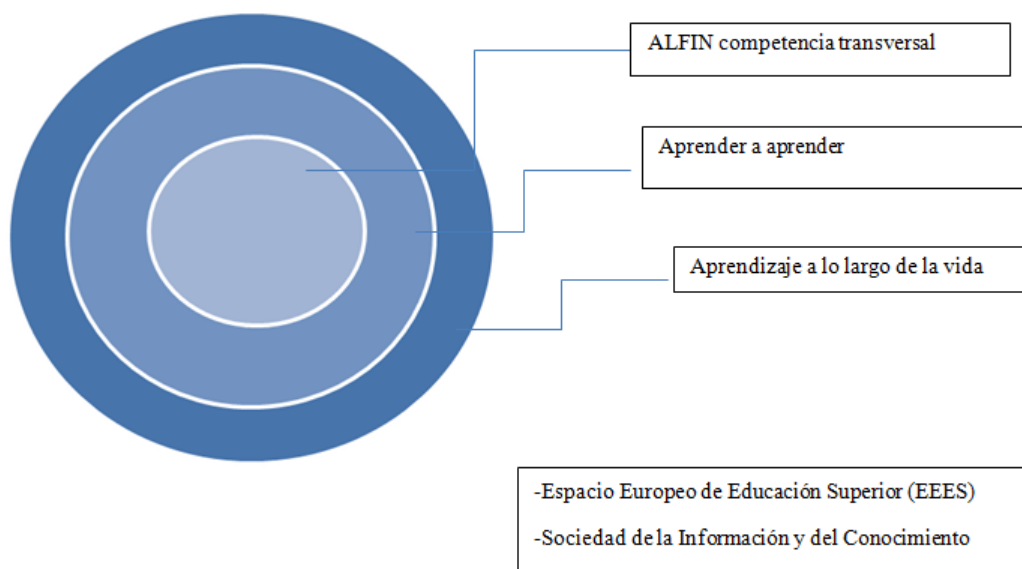 ALFIN competencia transversal
Aprender a aprender
Aprendizaje a lo largo de la vida
-Espacio Europeo de Educación Superior (EEES)
-Sociedad de la Información y del Conocimiento